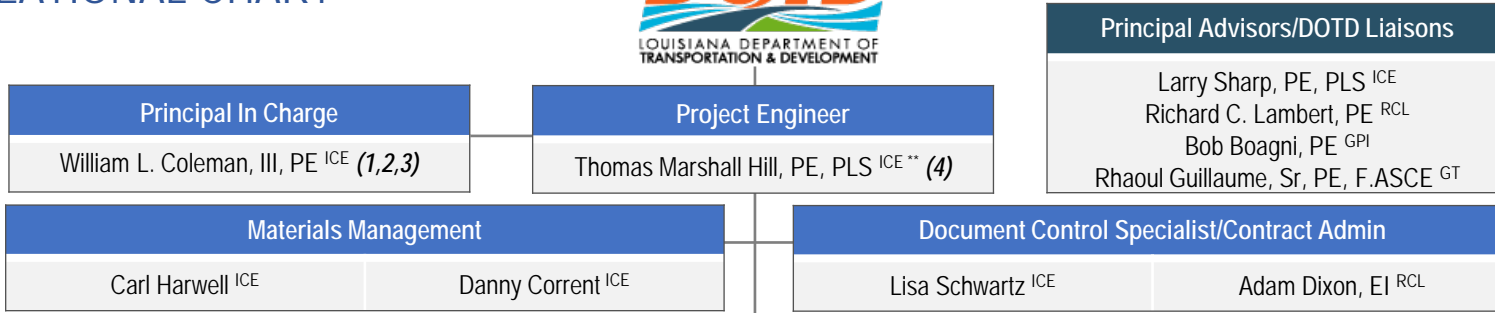 LOUISIANA DEPARTMENT OF
TRANSPORTATION & DEVELOPMENT
Principal Advisors/DOTD Liaisons
Larry Sharp, PE, PLS ICE
Richard C. Lambert, PE RCL
Bob Boagni, PE GPI
Rhaoul Guillaume, Sr, PE, F.ASCE GT
Principal In Charge
William L. Coleman, III, PE ICE (1,2,3)
Project Engineer
Thomas Marshall Hill, PE, PLS ICE ** (4)
Materials Management
Carl Harwell ICE
Danny Corrent ICE
Document Control Specialist/Contract Admin
Lisa Schwartz ICE
Adam Dixon, EI RCL